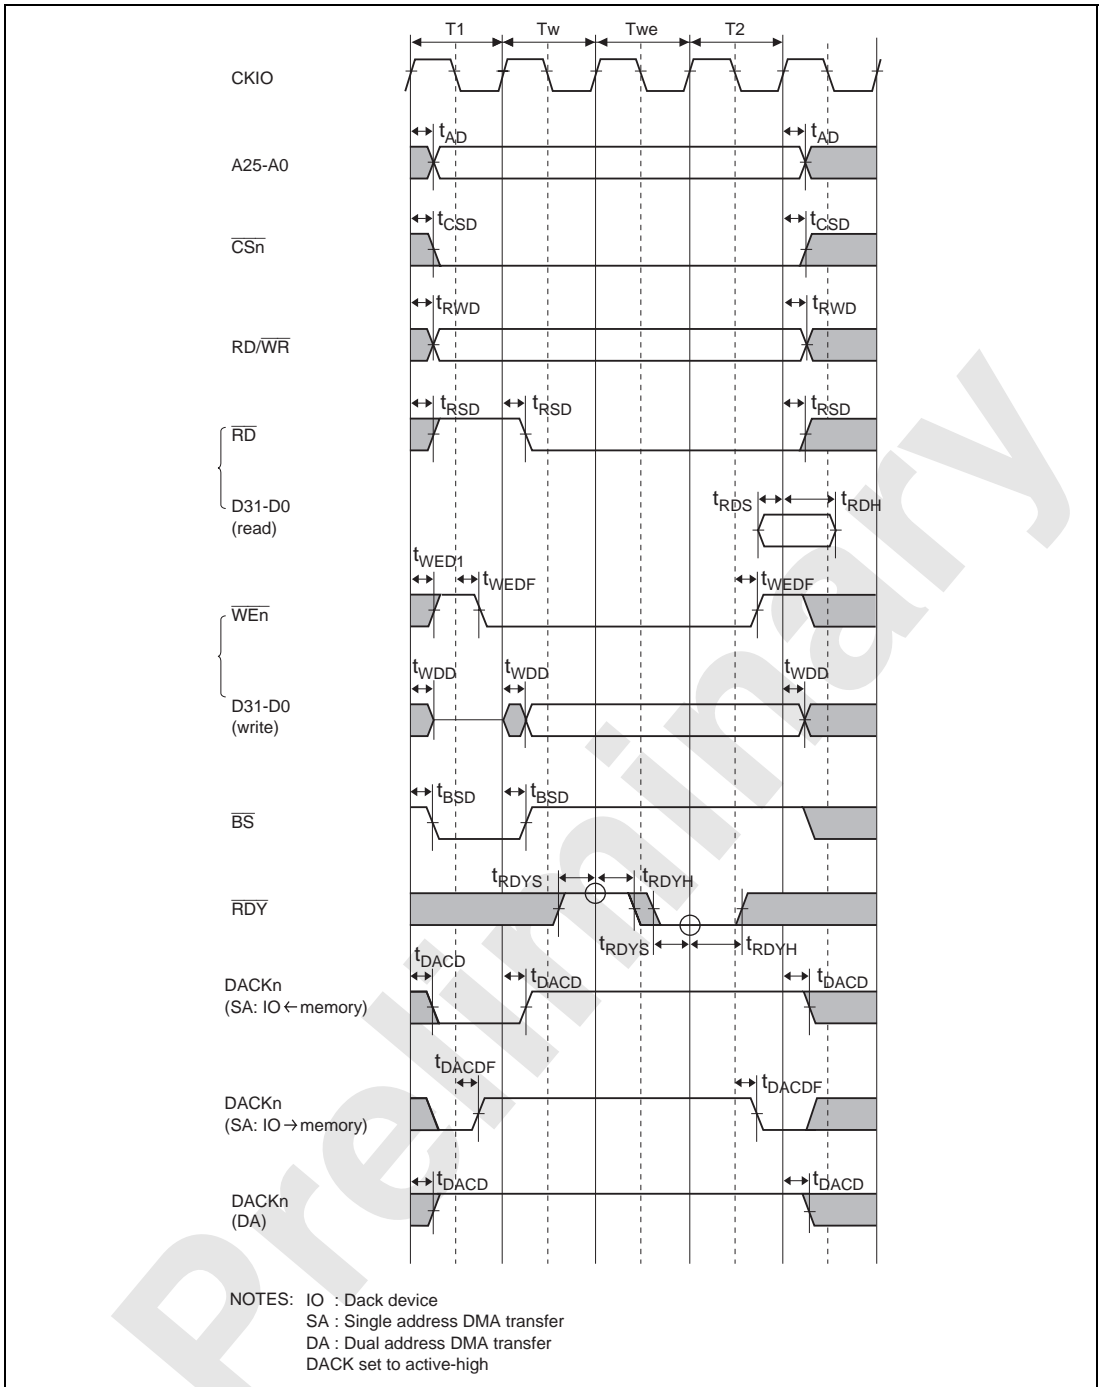 T1 Tw Twe T2
CKIO
tAD tAD
A25-A0
tCSD tCSD
CSn
tRWD tRWD
RD/WR
tRSD tRSD tRSD
RD
tRDS tRDH
D31-D0
(read)
tWED1 tWEDF tWEDF
WEn
tWDD tWDD tWDD
D31-D0
(write)
tBSD tBSD
BS
tRDYS tRDYH
RDY
tRDYS tRDYH
tDACD tDACD tDACD
DACKn
(SA: IO←memory)
tDACDF tDACDF
DACKn
(SA: IO→memory)
tDACD tDACD
DACKn
(DA)
NOTES: IO : Dack device
SA : Single address DMA transfer
DA : Dual address DMA transfer
DACK set to active-high
Preliminary